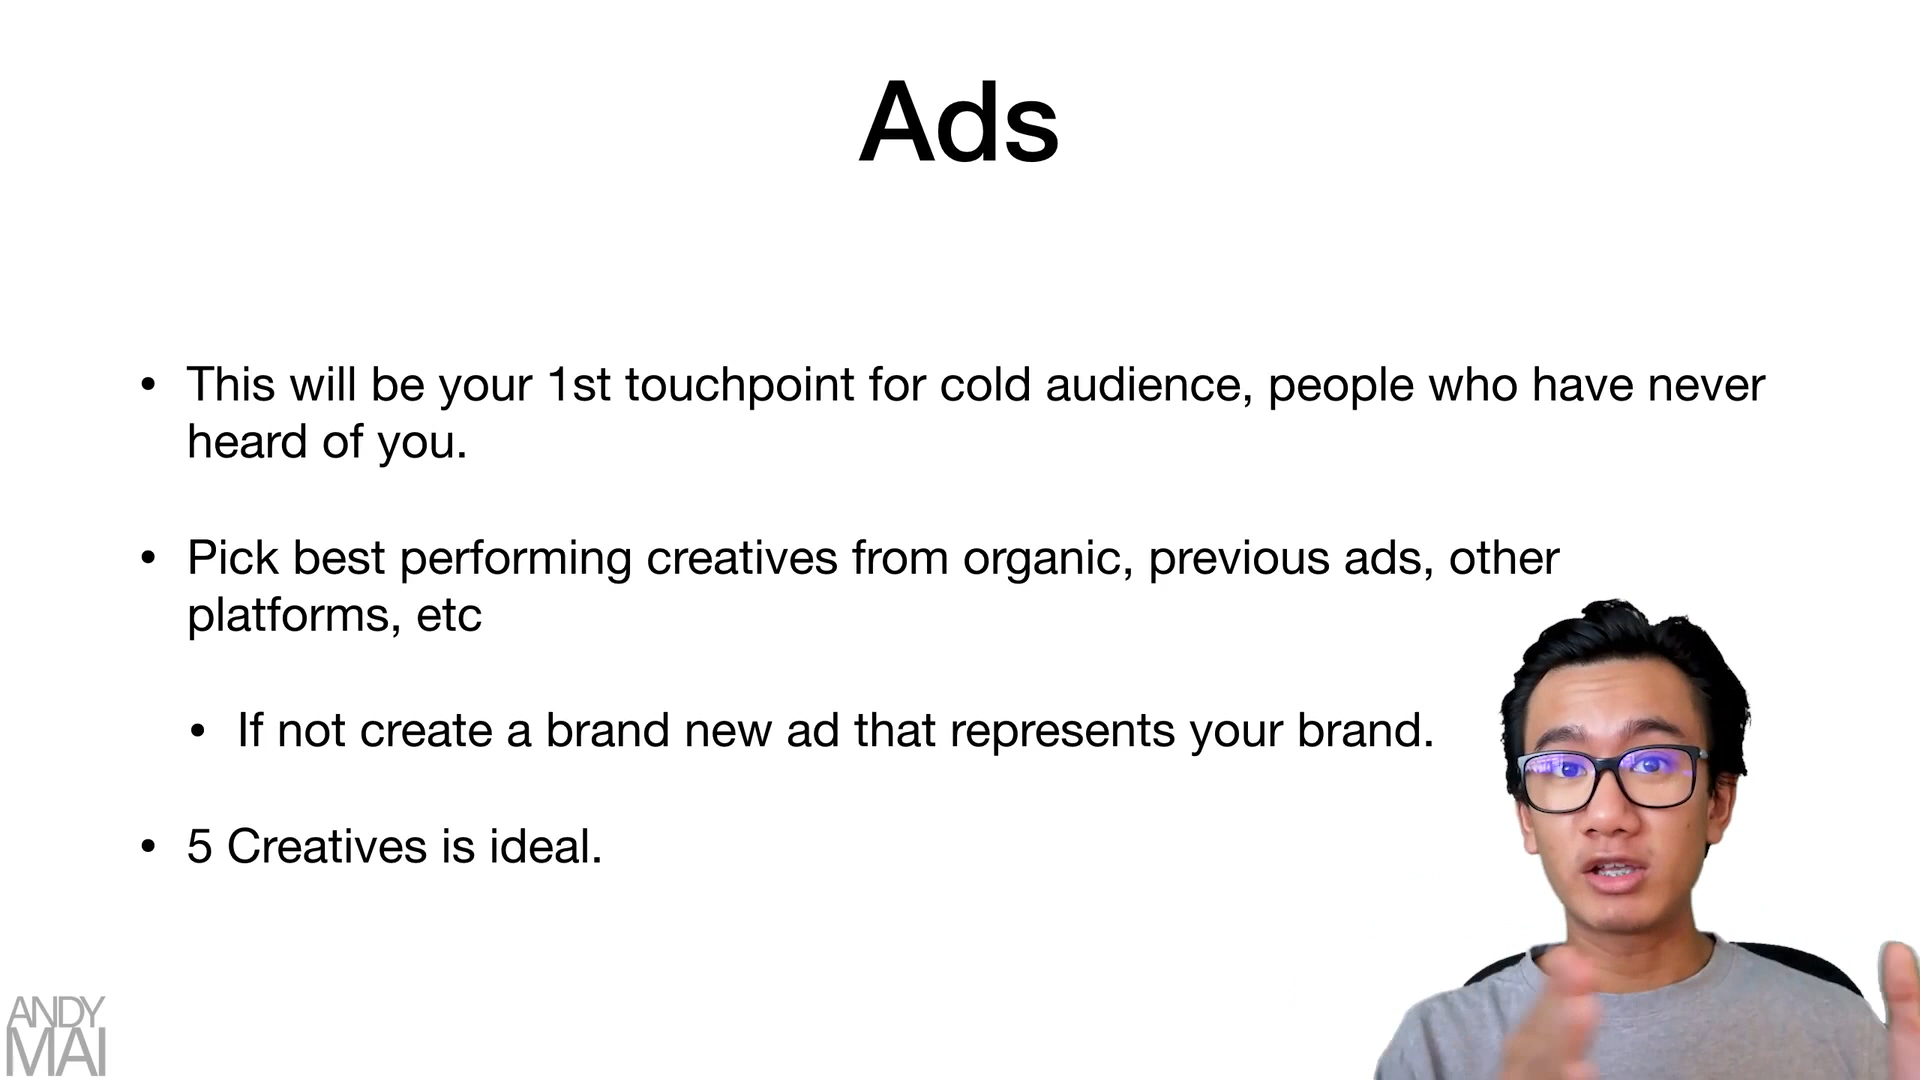 Ads
• This will be your 1st touchpoint for cold audience, people who have never
heard of you.
• Pick best performing creatives from organic, previous ads, other
platforms, etc
• If not create a brand new ad that represents your brand.
• 5 Creatives is ideal.
ANDY
MAI